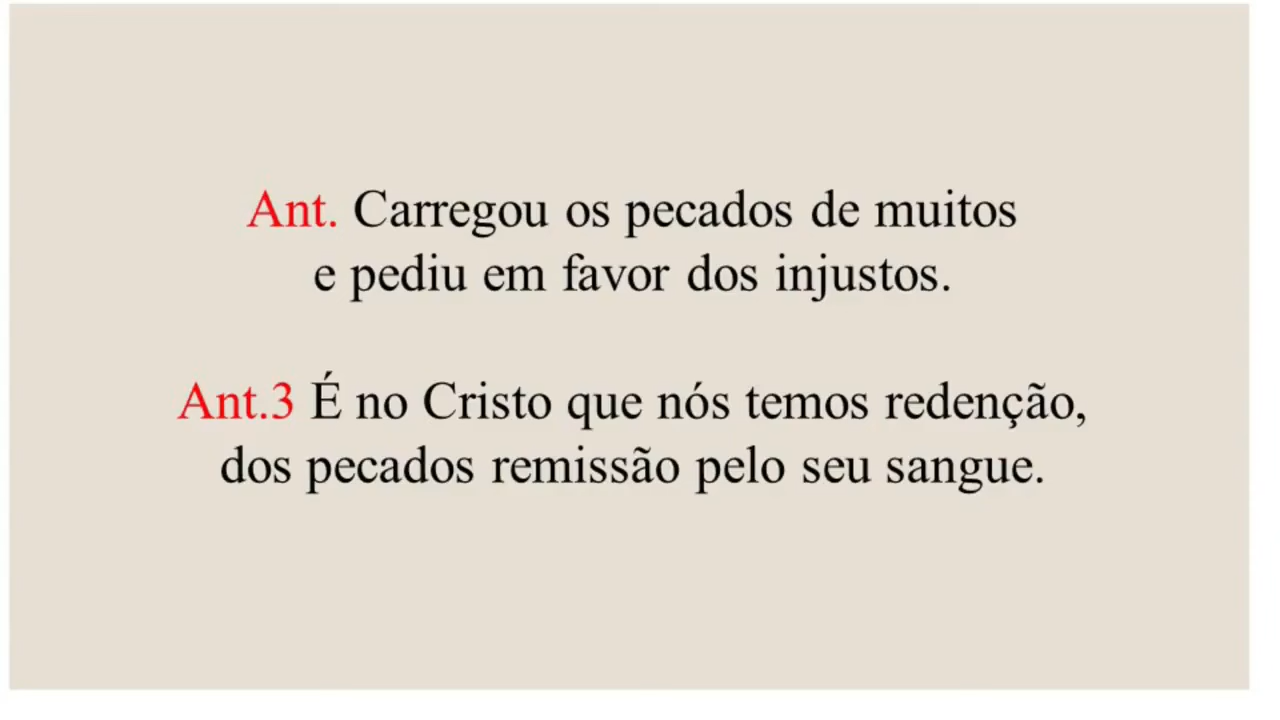 Ant. Carregou os pecados de muitos
e pediu em favor dos injustos.
Ant.3 É no Cristo que nós temos redenção,
dos pecados remissão pelo seu sangue.